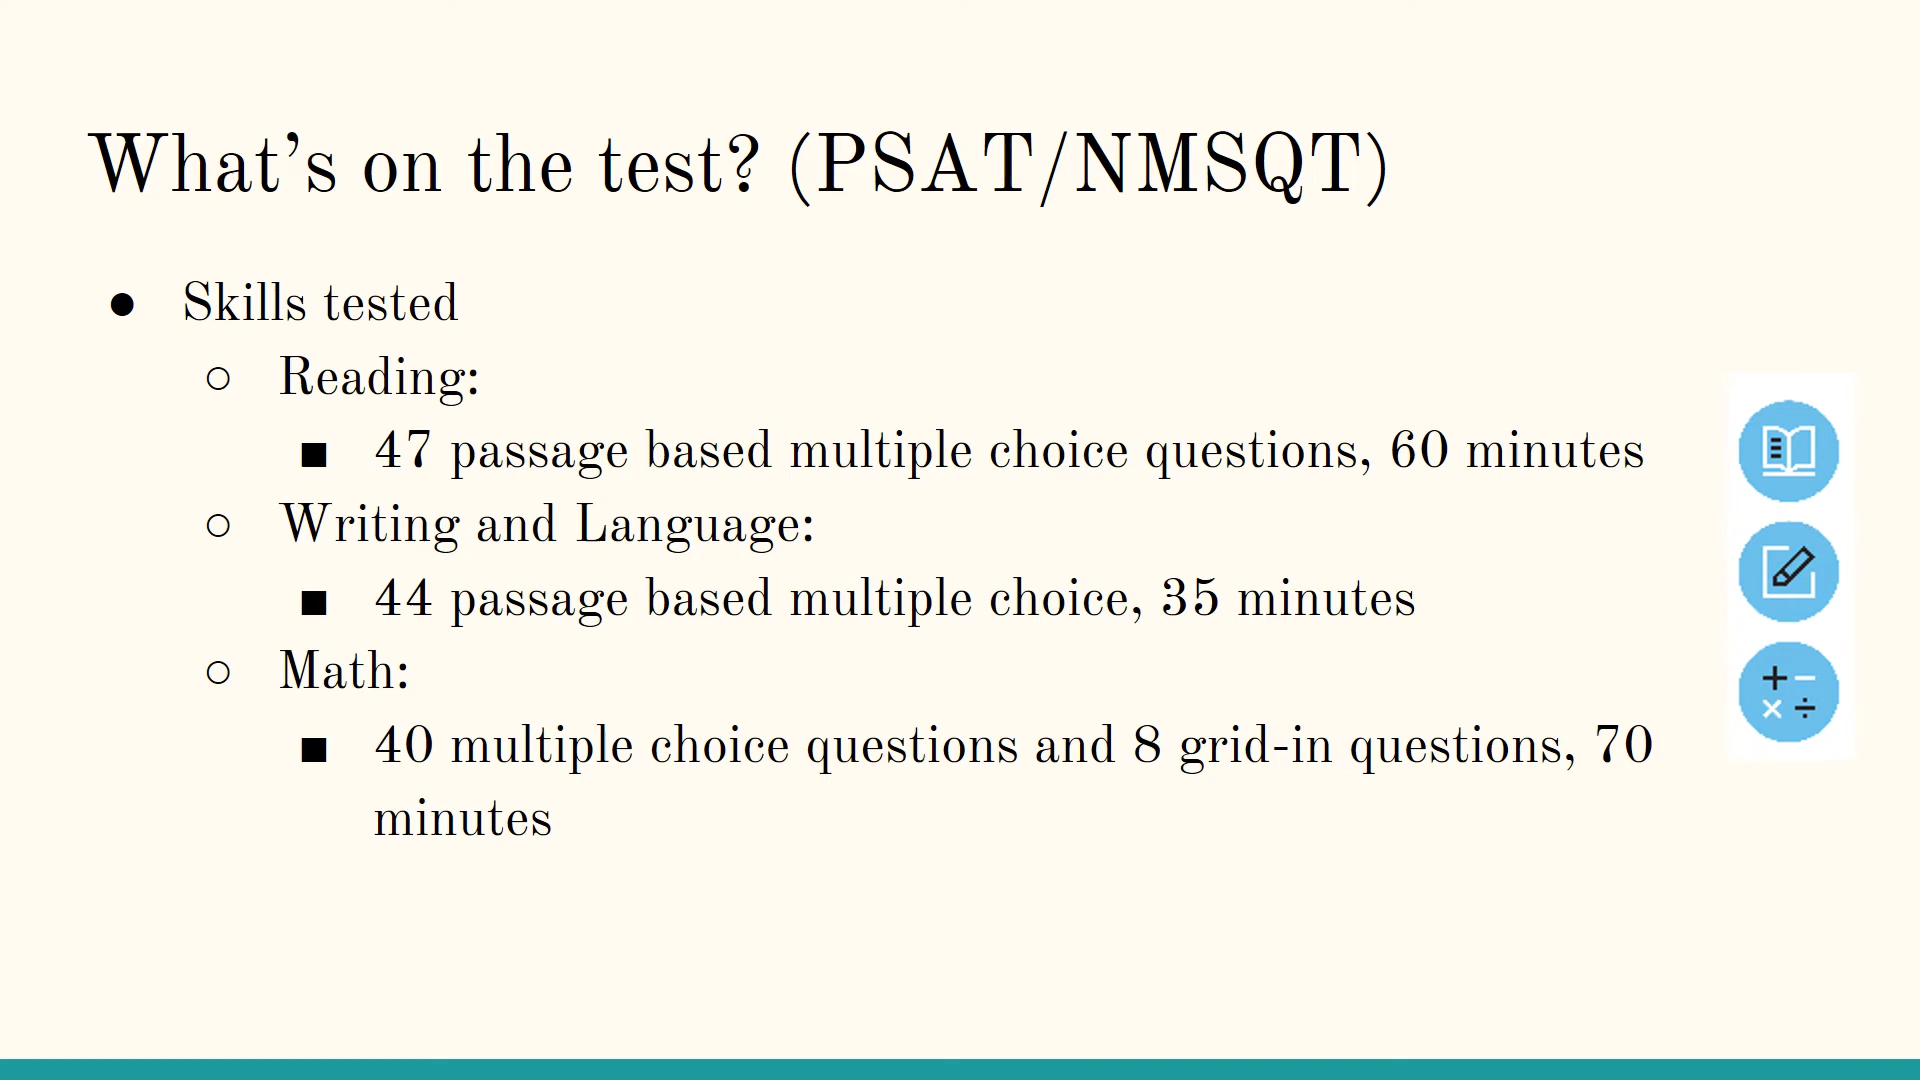 What’s on the test? (PSAT/NMSQT)
● Skills tested
○ Reading:
■ 47 passage based multiple choice questions, 60 minutes
○ Writing and Language:
■ 44 passage based multiple choice, 35 minutes
○ Math:
■ 40 multiple choice questions and 8 grid-in questions, 70
minutes